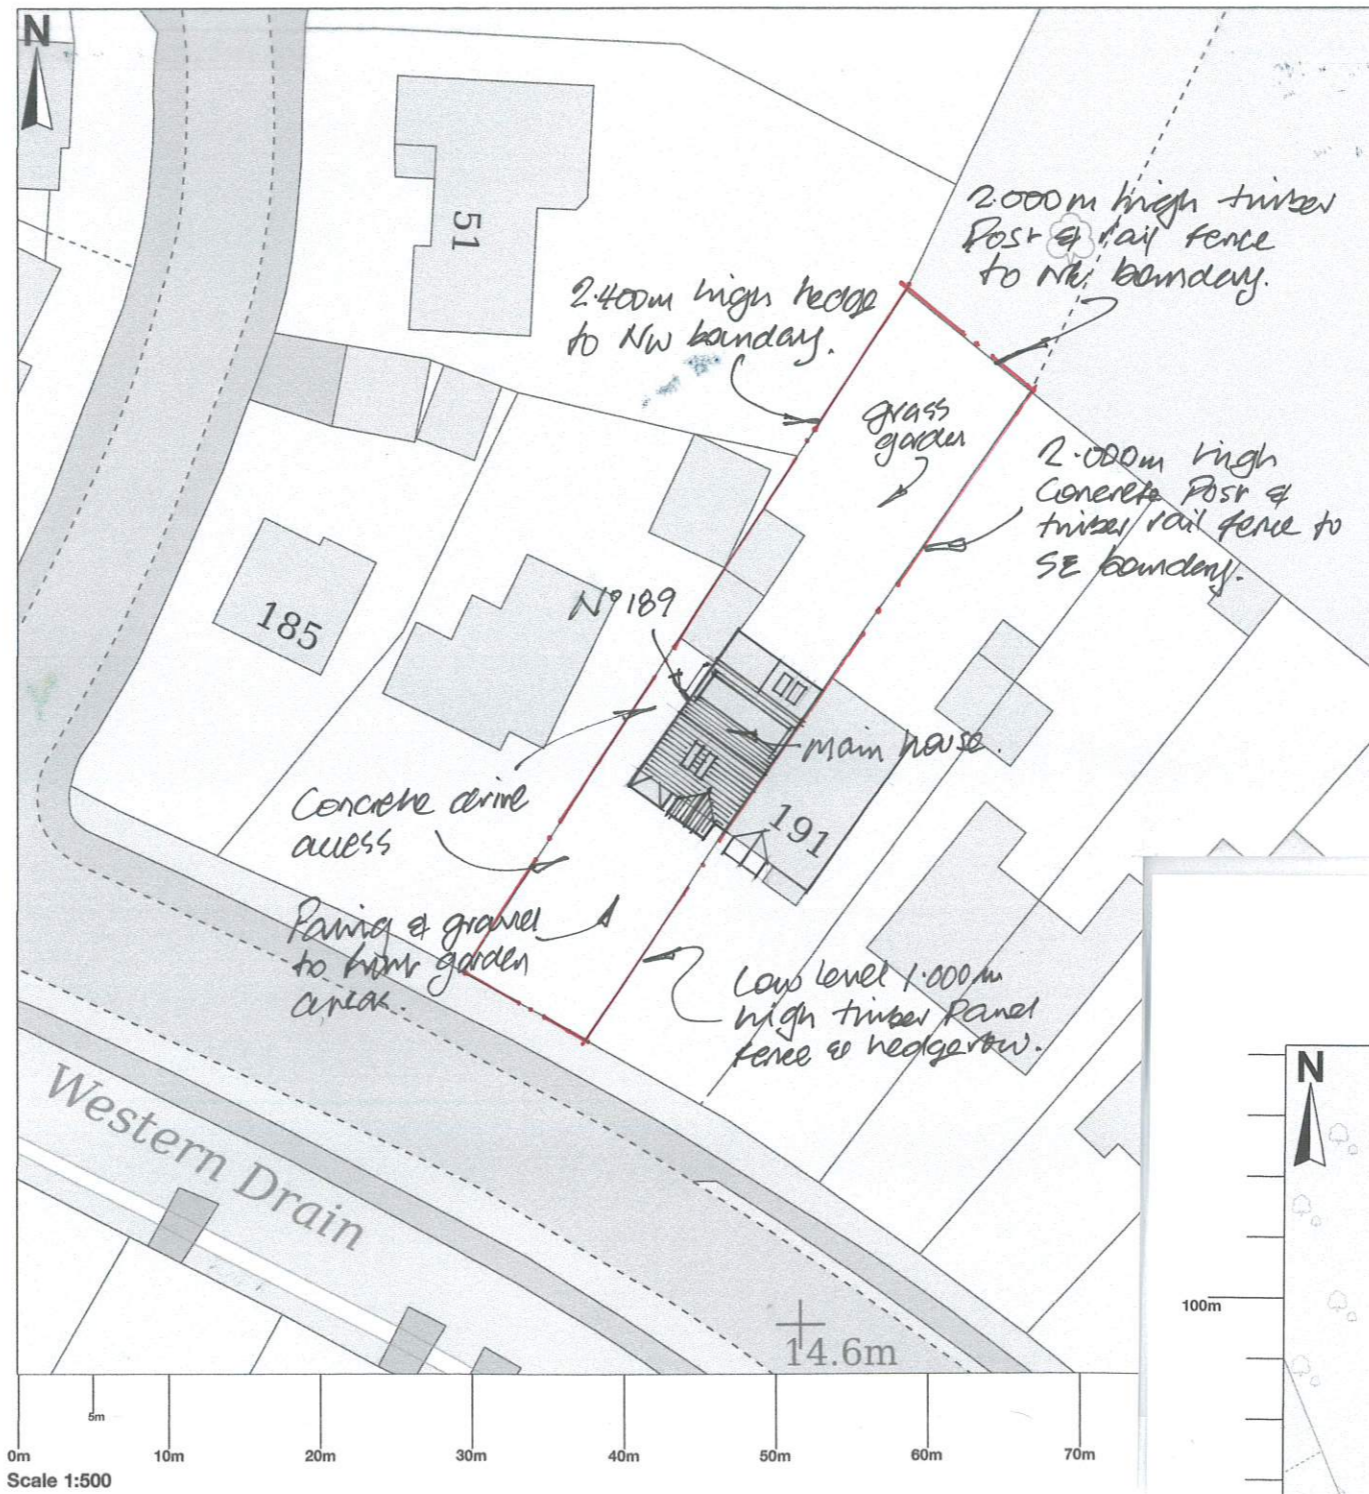 N
51
2.000m high timber
Post & rail fence
to NE boundary.
2.400m high hedge
to NW boundary.
grass
garden
2.000m high
Concrete Post &
timber rail fence to
SE boundary.
Nº 189
185
main house.
191
Concrete drive
access
Paving & gravel
to front garden
areas.
Low level 1.000m
high timber Panel
fence & hedgerow.
Western Drain
14.6m
N
100m
5m
0m 10m 20m 30m 40m 50m 60m 70m
Scale 1:500